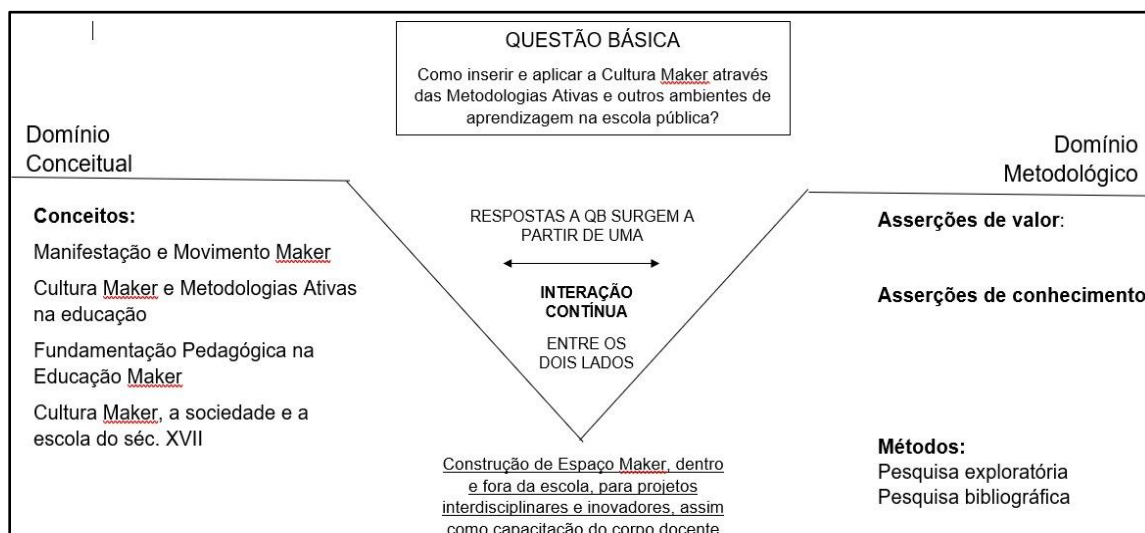 QUESTÃO BÁSICA
Como inserir e aplicar a Cultura Maker através
das Metodologias Ativas e outros ambientes de
aprendizagem na escola pública?
Domínio
Conceitual
Domínio
Metodológico
Conceitos:
Manifestação e Movimento Maker
Cultura Maker e Metodologias Ativas
na educação
Fundamentação Pedagógica na
Educação Maker
Cultura Maker, a sociedade e a
escola do séc. XVII
RESPOSTAS A QB SURGEM A
PARTIR DE UMA
INTERAÇÃO
CONTÍNUA
ENTRE OS
DOIS LADOS
Construção de Espaço Maker, dentro
e fora da escola, para projetos
interdisciplinares e inovadores, assim
como capacitação do corpo docente
Asserções de valor:
Asserções de conhecimento
Métodos:
Pesquisa exploratória
Pesquisa bibliográfica